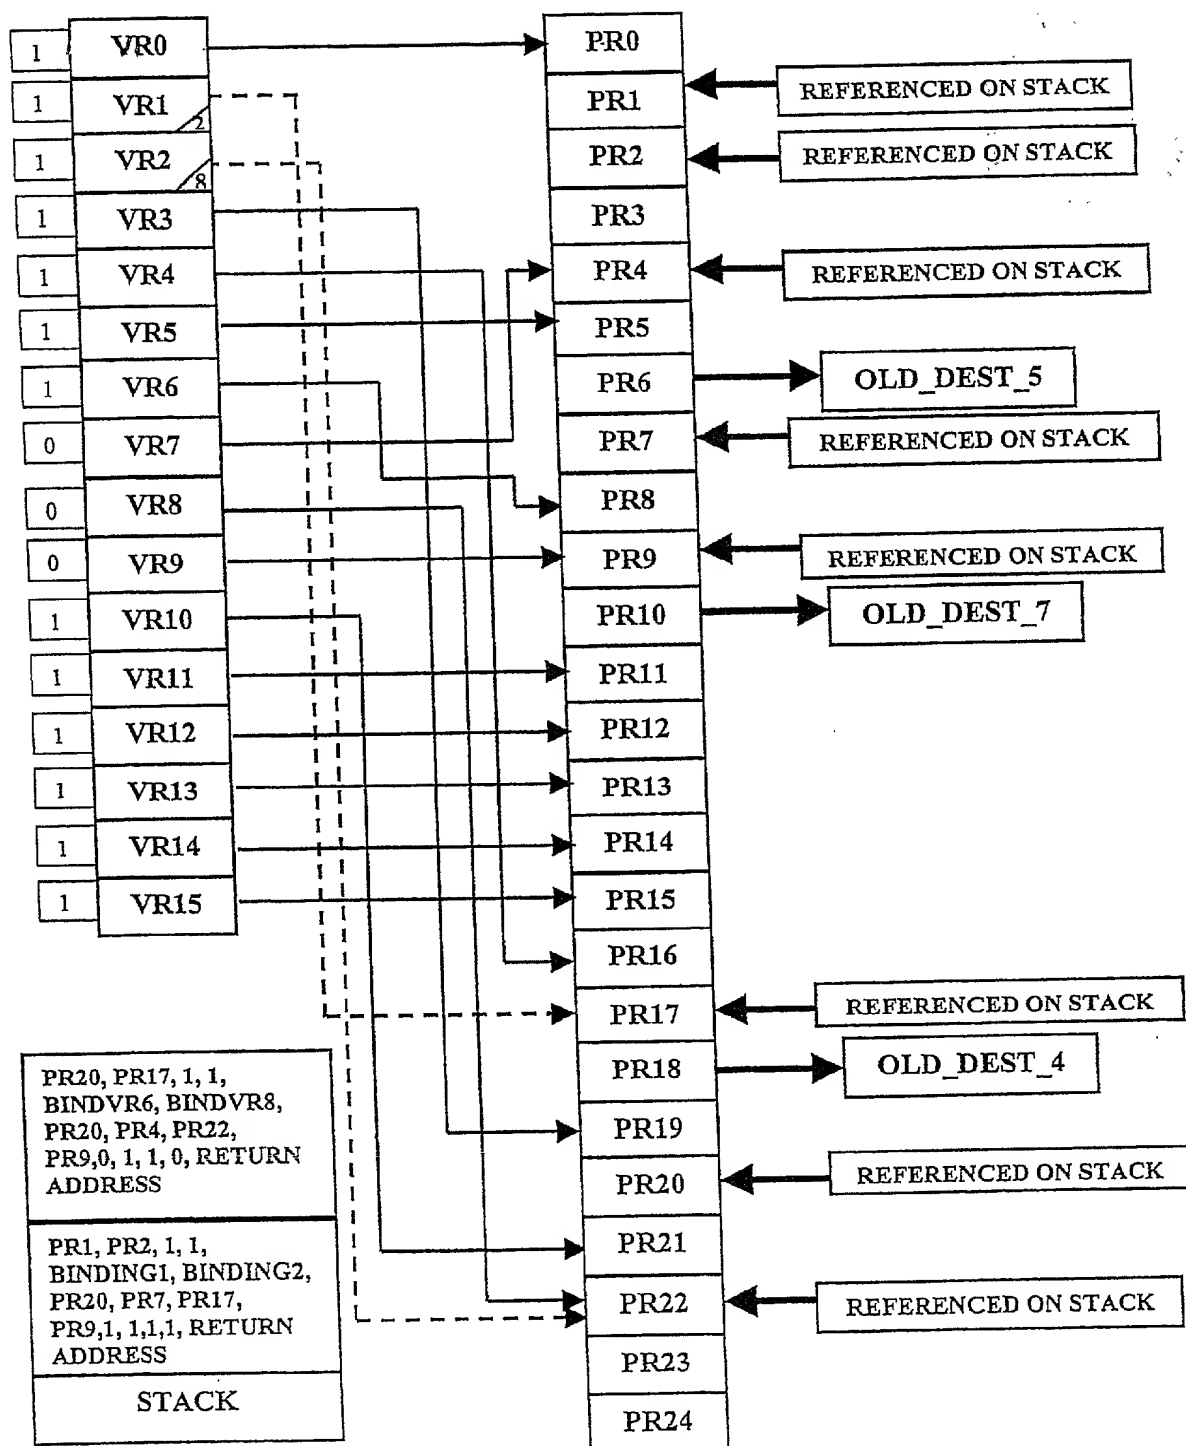 1
VR0
PR0
1
VR1
2
PR1
REFERENCED ON STACK
1
VR2
8
PR2
REFERENCED ON STACK
1
VR3
PR3
1
VR4
PR4
REFERENCED ON STACK
1
VR5
PR5
1
VR6
PR6
OLD_DEST_5
0
VR7
PR7
REFERENCED ON STACK
0
VR8
PR8
0
VR9
PR9
REFERENCED ON STACK
1
VR10
PR10
OLD_DEST_7
1
VR11
PR11
1
VR12
PR12
1
VR13
PR13
1
VR14
PR14
1
VR15
PR15
PR16
PR17
REFERENCED ON STACK
PR18
OLD_DEST_4
PR19
PR20
REFERENCED ON STACK
PR21
PR22
REFERENCED ON STACK
PR23
PR24
PR20, PR17, 1, 1,
BINDVR6, BINDVR8,
PR20, PR4, PR22,
PR9,0, 1, 1, 0, RETURN
ADDRESS
PR1, PR2, 1, 1,
BINDING1, BINDING2,
PR20, PR7, PR17,
PR9,1, 1,1,1, RETURN
ADDRESS
STACK